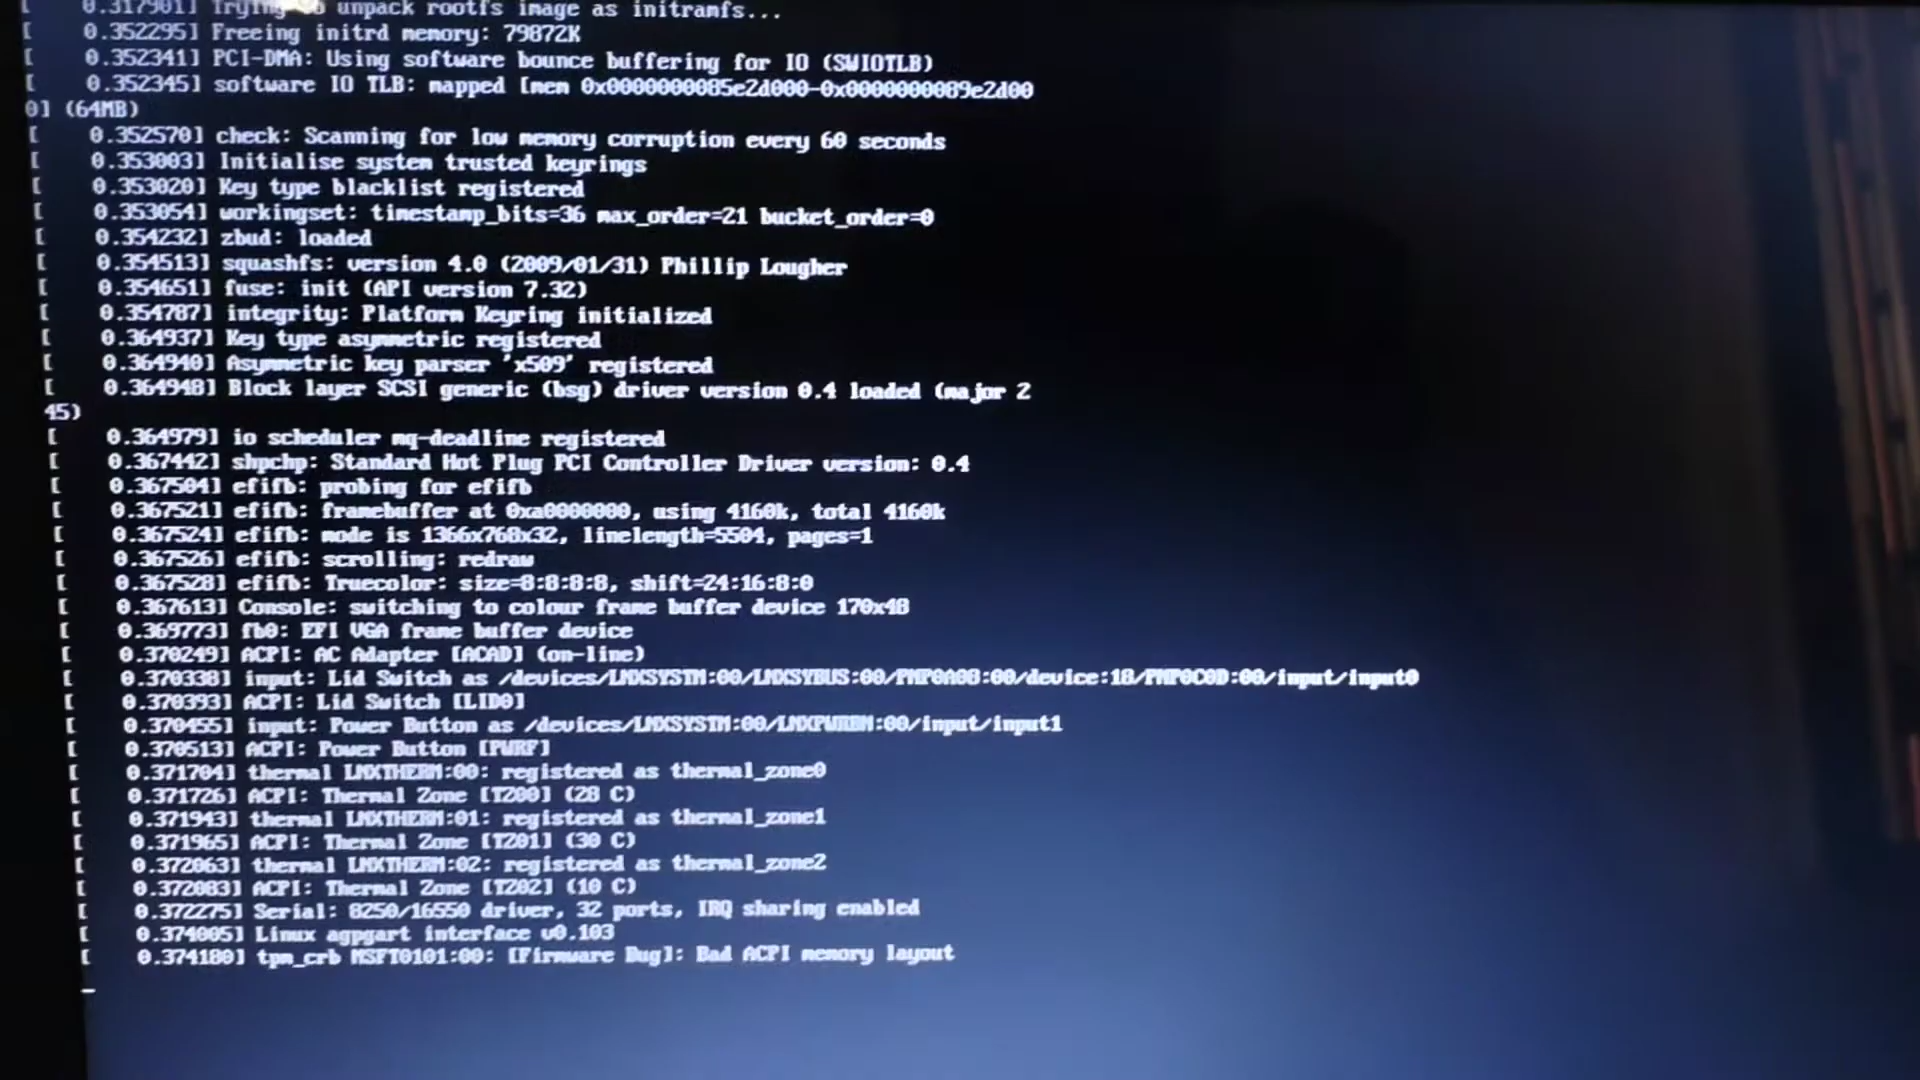 [    0.317901] Trying to unpack rootfs image as initramfs...
[    0.352295] Freeing initrd memory: 79872K
[    0.352341] PCI-DMA: Using software bounce buffering for IO (SWIOTLB)
[    0.352345] software IO TLB: mapped [mem 0x0000000085e2d000-0x0000000089e2d00
0] (64MB)
[    0.352570] check: Scanning for low memory corruption every 60 seconds
[    0.353003] Initialise system trusted keyrings
[    0.353020] Key type blacklist registered
[    0.353054] workingset: timestamp_bits=36 max_order=21 bucket_order=0
[    0.354232] zbud: loaded
[    0.354513] squashfs: version 4.0 (2009/01/31) Phillip Lougher
[    0.354651] fuse: init (API version 7.32)
[    0.354787] integrity: Platform Keyring initialized
[    0.364937] Key type asymmetric registered
[    0.364940] Asymmetric key parser 'x509' registered
[    0.364948] Block layer SCSI generic (bsg) driver version 0.4 loaded (major 2
45)
[    0.364979] io scheduler mq-deadline registered
[    0.367442] shpchp: Standard Hot Plug PCI Controller Driver version: 0.4
[    0.367504] efifb: probing for efifb
[    0.367521] efifb: framebuffer at 0xa0000000, using 4160k, total 4160k
[    0.367524] efifb: mode is 1366x768x32, linelength=5504, pages=1
[    0.367526] efifb: scrolling: redraw
[    0.367528] efifb: Truecolor: size=8:8:8:8, shift=24:16:8:0
[    0.367613] Console: switching to colour frame buffer device 170x48
[    0.369773] fb0: EFI VGA frame buffer device
[    0.370249] ACPI: AC Adapter [ACAD] (on-line)
[    0.370338] input: Lid Switch as /devices/LNXSYSTM:00/LNXSYBUS:00/PNP0A08:00/device:18/PNP0C0D:00/input/input0
[    0.370393] ACPI: Lid Switch [LID0]
[    0.370455] input: Power Button as /devices/LNXSYSTM:00/LNXPWRBN:00/input/input1
[    0.370513] ACPI: Power Button [PWRF]
[    0.371704] thermal LNXTHERM:00: registered as thermal_zone0
[    0.371726] ACPI: Thermal Zone [TZ00] (28 C)
[    0.371943] thermal LNXTHERM:01: registered as thermal_zone1
[    0.371965] ACPI: Thermal Zone [TZ01] (30 C)
[    0.372063] thermal LNXTHERM:02: registered as thermal_zone2
[    0.372083] ACPI: Thermal Zone [TZ02] (10 C)
[    0.372275] Serial: 8250/16550 driver, 32 ports, IRQ sharing enabled
[    0.374005] Linux agpgart interface v0.103
[    0.374180] tpm_crb MSFT0101:00: [Firmware Bug]: Bad ACPI memory layout
_